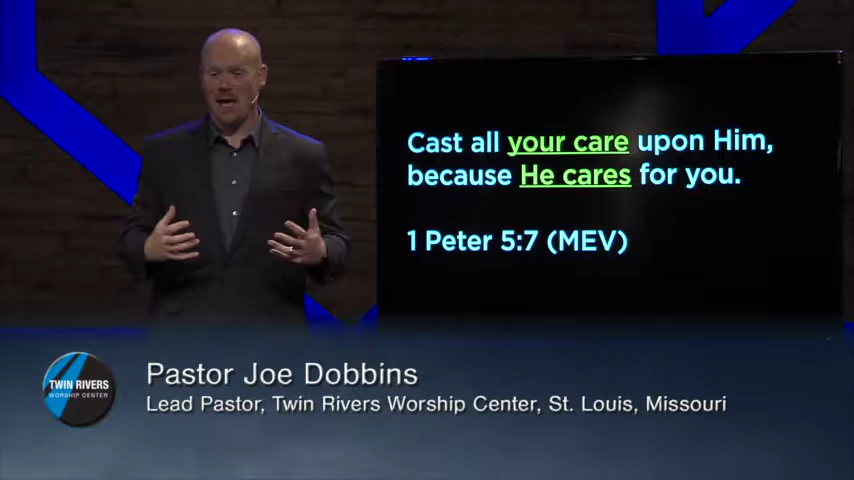 Cast all your care upon Him,
because He cares for you.
1 Peter 5:7 (MEV)
TWIN RIVERS
WORSHIP CENTER
Pastor Joe Dobbins
Lead Pastor, Twin Rivers Worship Center, St. Louis, Missouri